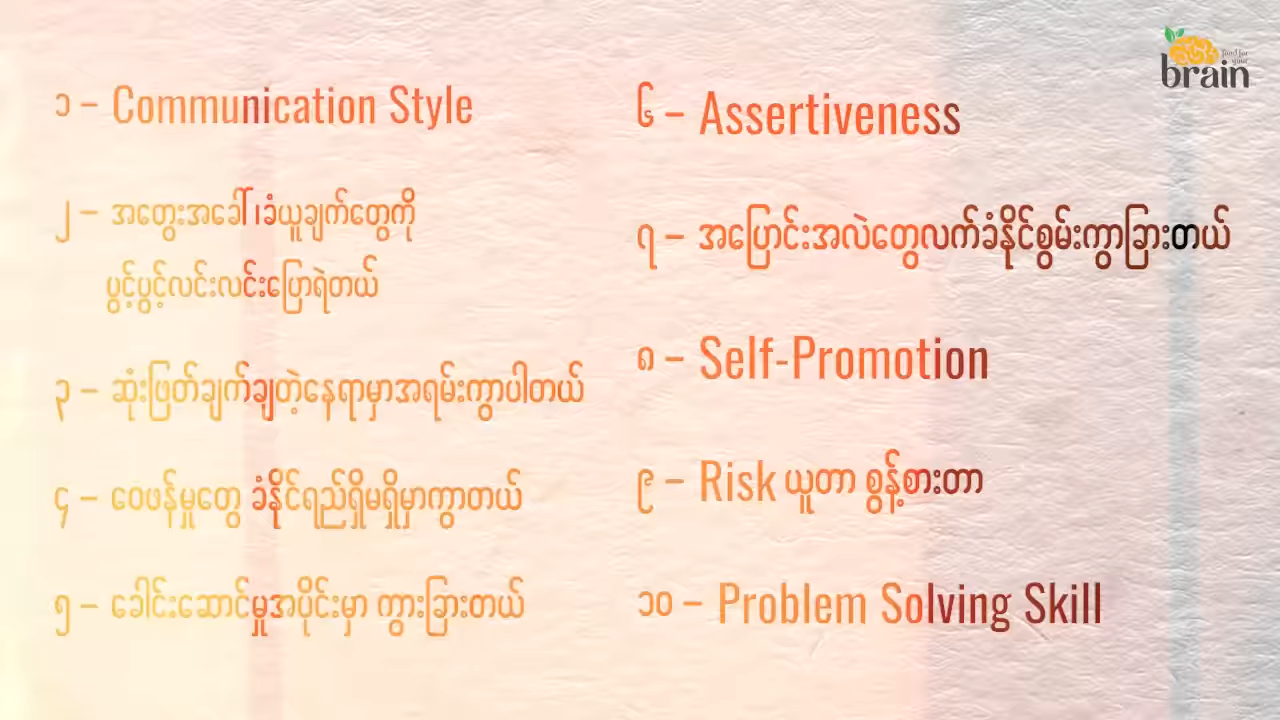 ၁ – Communication Style
၂ – အတွေးအခေါ် ၊ခံယူချက်တွေကို
ပွင့်ပွင့်လင်းလင်းပြောရဲတယ်
၃ – ဆုံးဖြတ်ချက်ချတဲ့နေရာမှာအရမ်းကွာပါတယ်
၄ – ဝေဖန်မှုတွေ ခံနိုင်ရည်ရှိမရှိမှာကွာတယ်
၅ – ခေါင်းဆောင်မှုအပိုင်းမှာ ကွားခြားတယ်
၆ – Assertiveness
၇ – အပြောင်းအလဲတွေလက်ခံနိုင်စွမ်းကွာခြားတယ်
၈ – Self-Promotion
၉ – Risk ယူတာ စွန့်စားတာ
၁၀ – Problem Solving Skill
food for
your
brain